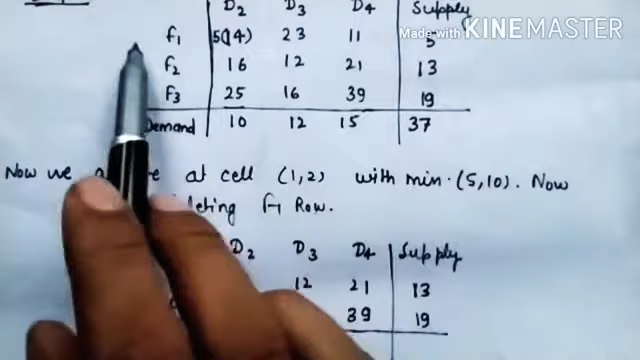 D2 D3 D4 Supply
F1 5(14) 23 11 5
F2 16 12 21 13
F3 25 16 39 19
Demand 10 12 15 37
Now we at cell (1,2) with min. (5,10). Now
F1 Row.
D2 D3 D4 Supply
12 21 13
39 19
Made with KINEMASTER